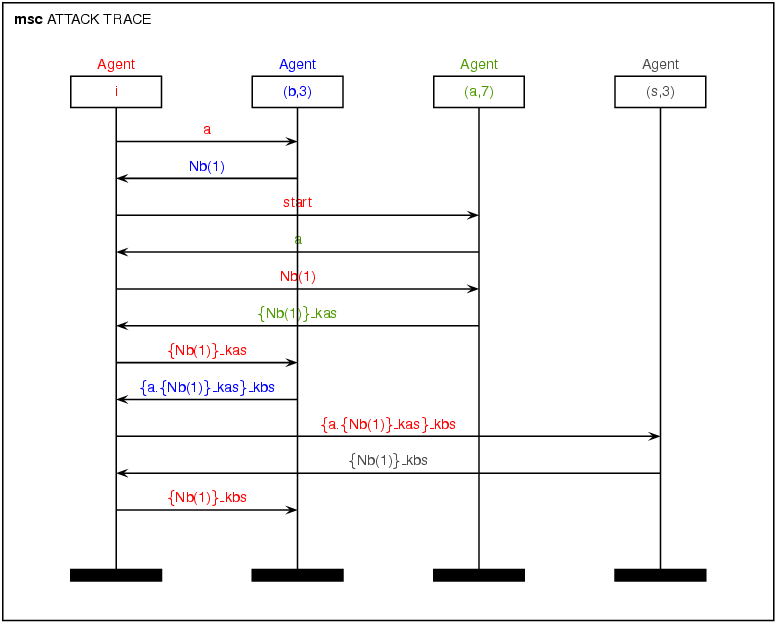 msc ATTACK TRACE
Agent Agent Agent Agent
i (b,3) (a,7) (s,3)
a
Nb(1)
start
a
Nb(1)
{Nb(1)}_kas
{Nb(1)}_kas
{a.{Nb(1)}_kas}_kbs
{a.{Nb(1)}_kas}_kbs
{Nb(1)}_kbs
{Nb(1)}_kbs